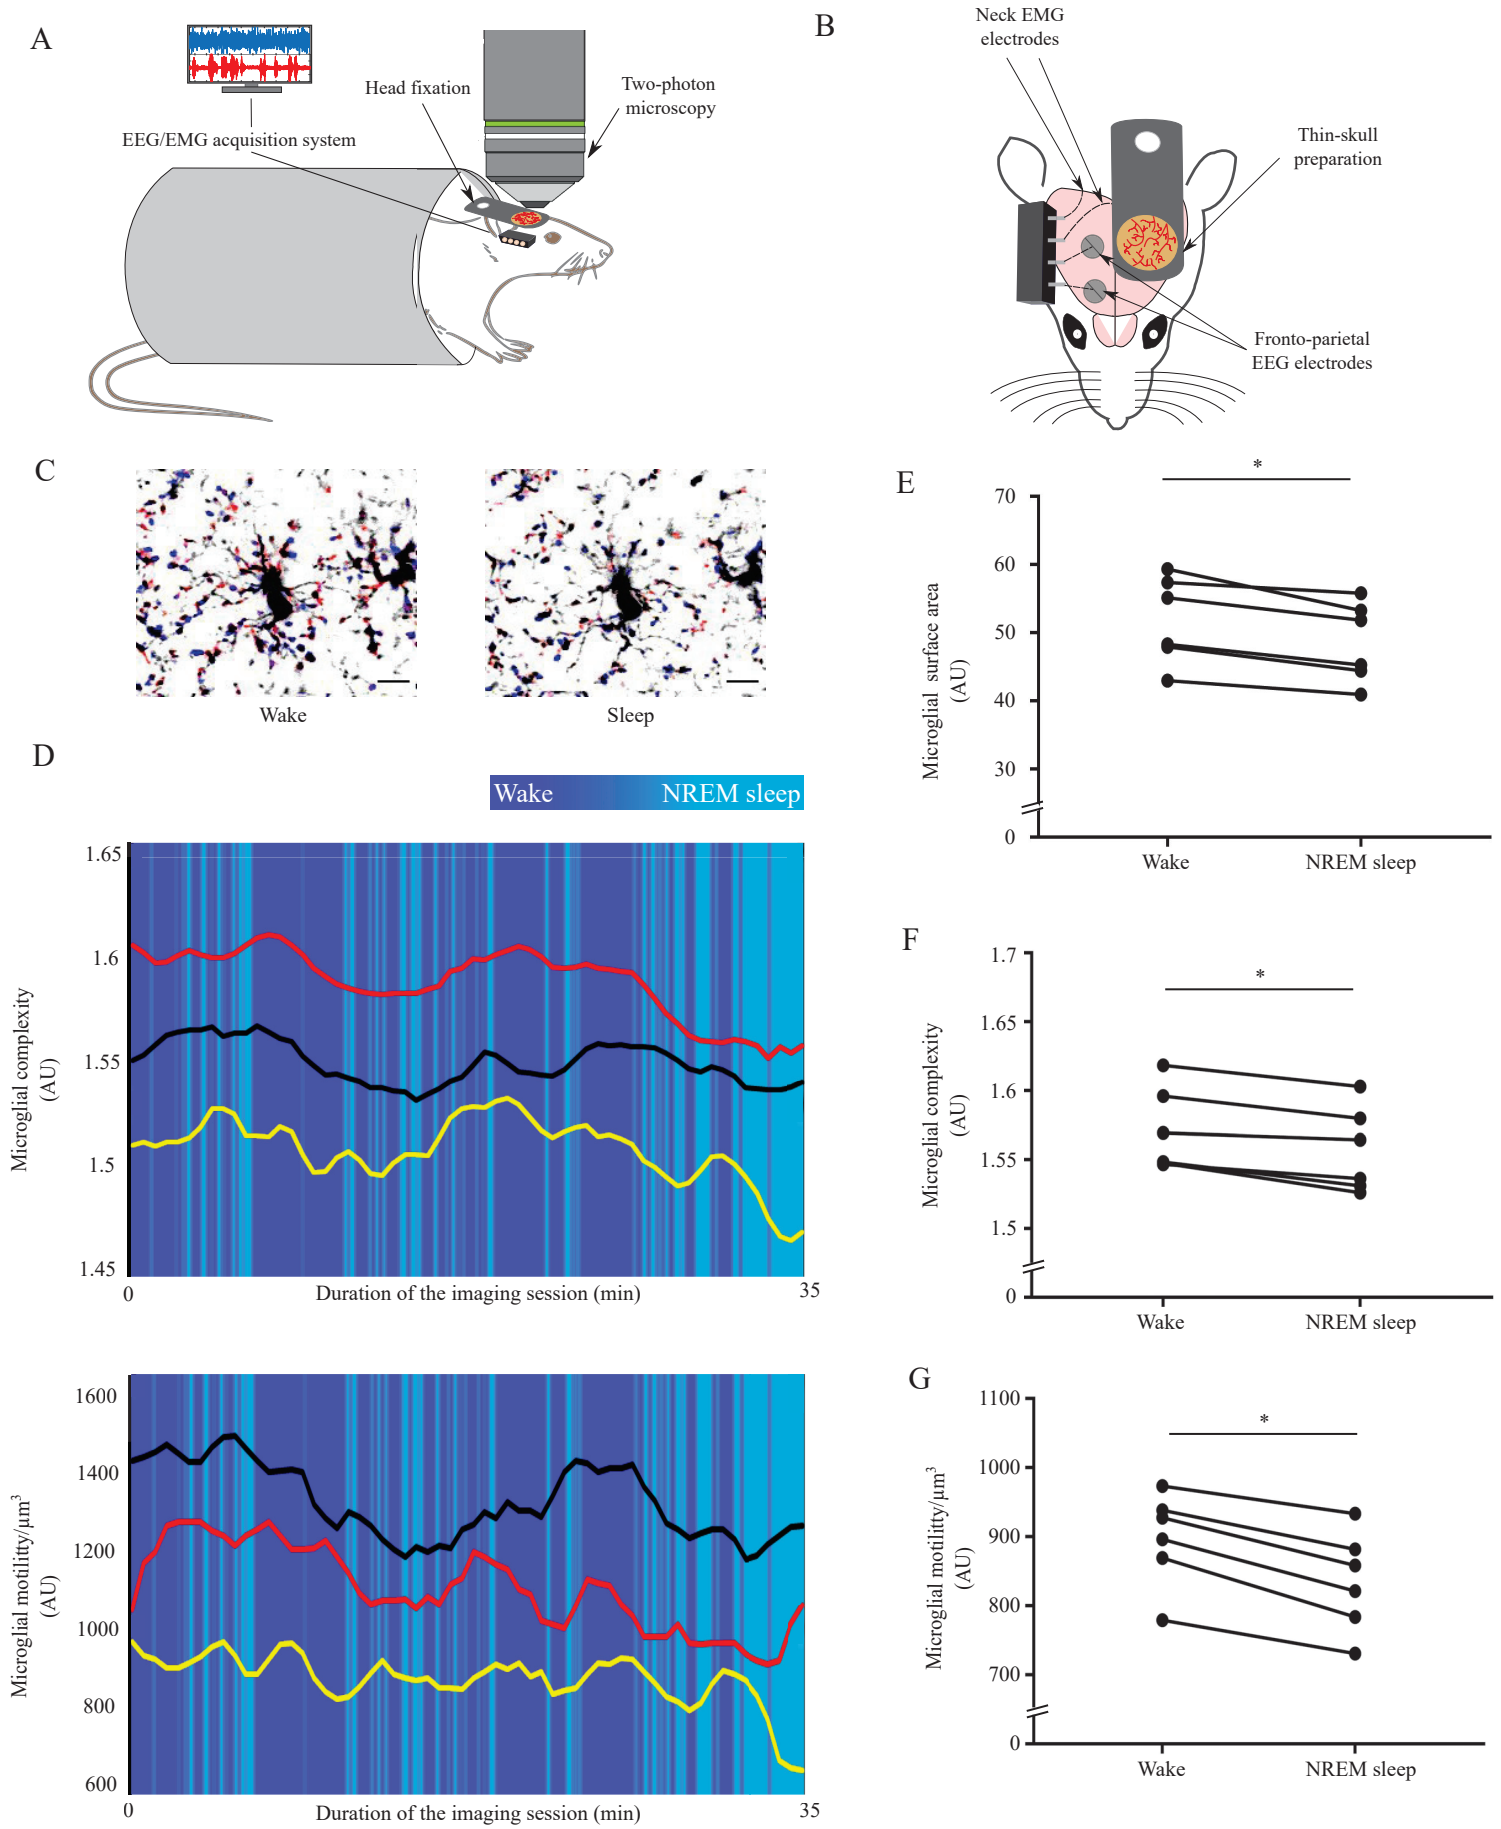 A
Head fixation
Two-photon
microscopy
EEG/EMG acquisition system
B
Neck EMG
electrodes
Thin-skull
preparation
Fronto-parietal
EEG electrodes
C
Wake
Sleep
D
Wake
NREM sleep
1.65
1.6
1.55
1.5
1.45
Microglial complexity
(AU)
0
Duration of the imaging session (min)
35
1600
1400
1200
1000
800
600
Microglial motilitty/µm³
(AU)
0
Duration of the imaging session (min)
35
E
*
70
60
50
40
30
0
Microglial surface area
(AU)
Wake
NREM sleep
F
*
1.7
1.65
1.6
1.55
1.5
0
Microglial complexity
(AU)
Wake
NREM sleep
G
*
1100
1000
900
800
700
0
Microglial motilitty/µm³
(AU)
Wake
NREM sleep